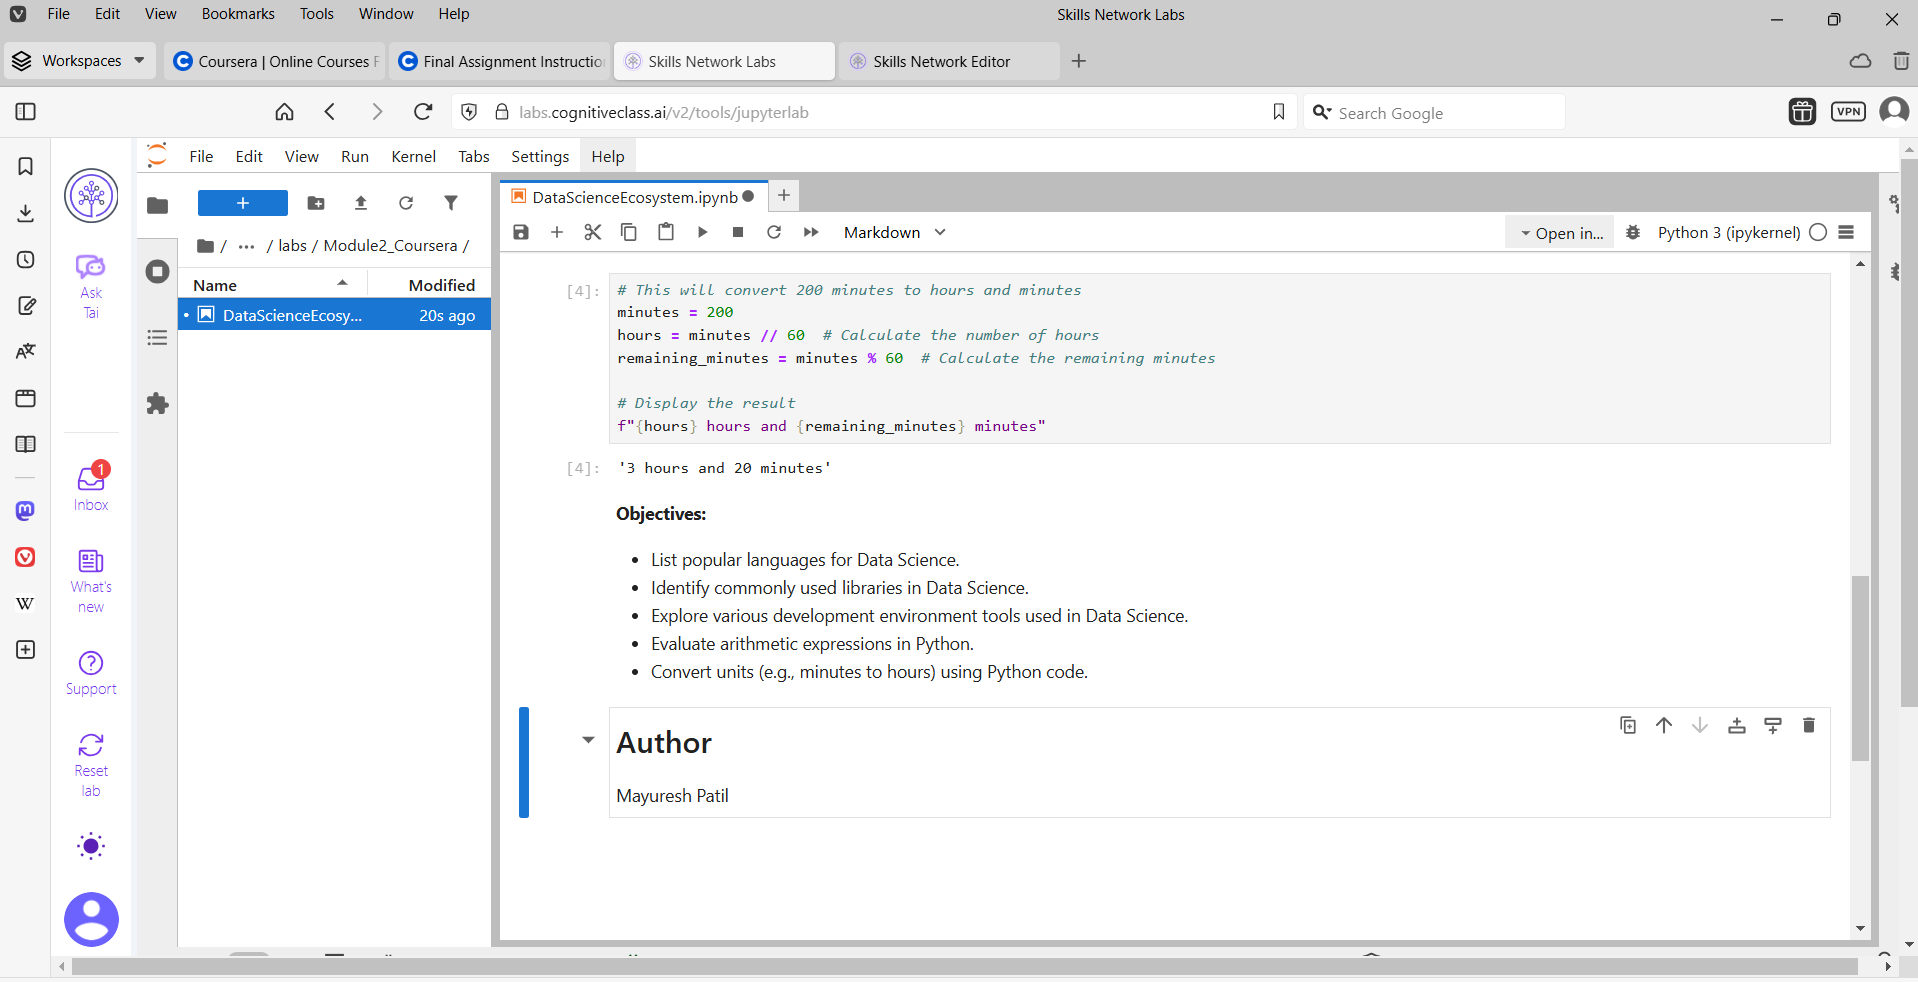 File Edit View Bookmarks Tools Window Help
Skills Network Labs
Workspaces
Coursera | Online Courses F
Final Assignment Instructio
Skills Network Labs
Skills Network Editor
labs.cognitiveclass.ai/v2/tools/jupyterlab
Search Google
VPN
File Edit View Run Kernel Tabs Settings Help
Ask
Tai
Inbox
1
What's
new
Support
Reset
lab
/ ... / labs / Module2_Coursera /
Name Modified
DataScienceEcosy... 20s ago
DataScienceEcosystem.ipynb
Markdown
Open in...
Python 3 (ipykernel)
[4]:
# This will convert 200 minutes to hours and minutes
minutes = 200
hours = minutes // 60  # Calculate the number of hours
remaining_minutes = minutes % 60  # Calculate the remaining minutes
# Display the result
f"{hours} hours and {remaining_minutes} minutes"
[4]: '3 hours and 20 minutes'
Objectives:
• List popular languages for Data Science.
• Identify commonly used libraries in Data Science.
• Explore various development environment tools used in Data Science.
• Evaluate arithmetic expressions in Python.
• Convert units (e.g., minutes to hours) using Python code.
Author
Mayuresh Patil